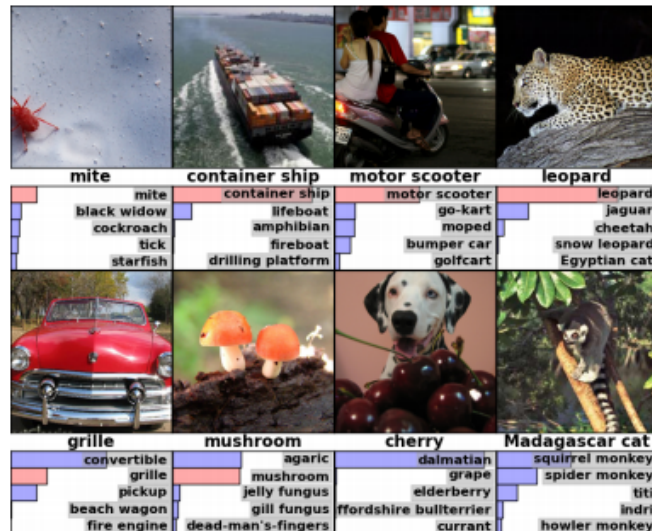 mite
container ship
motor scooter
leopard
mite
black widow
cockroach
tick
starfish
container ship
lifeboat
amphibian
fireboat
drilling platform
motor scooter
go-kart
moped
bumper car
golfcart
leopard
jaguar
cheetah
snow leopard
Egyptian cat
grille
mushroom
cherry
Madagascar cat
convertible
grille
pickup
beach wagon
fire engine
agaric
mushroom
jelly fungus
gill fungus
dead-man's-fingers
dalmatian
grape
elderberry
ffordshire bullterrier
currant
squirrel monkey
spider monkey
titi
indri
howler monkey